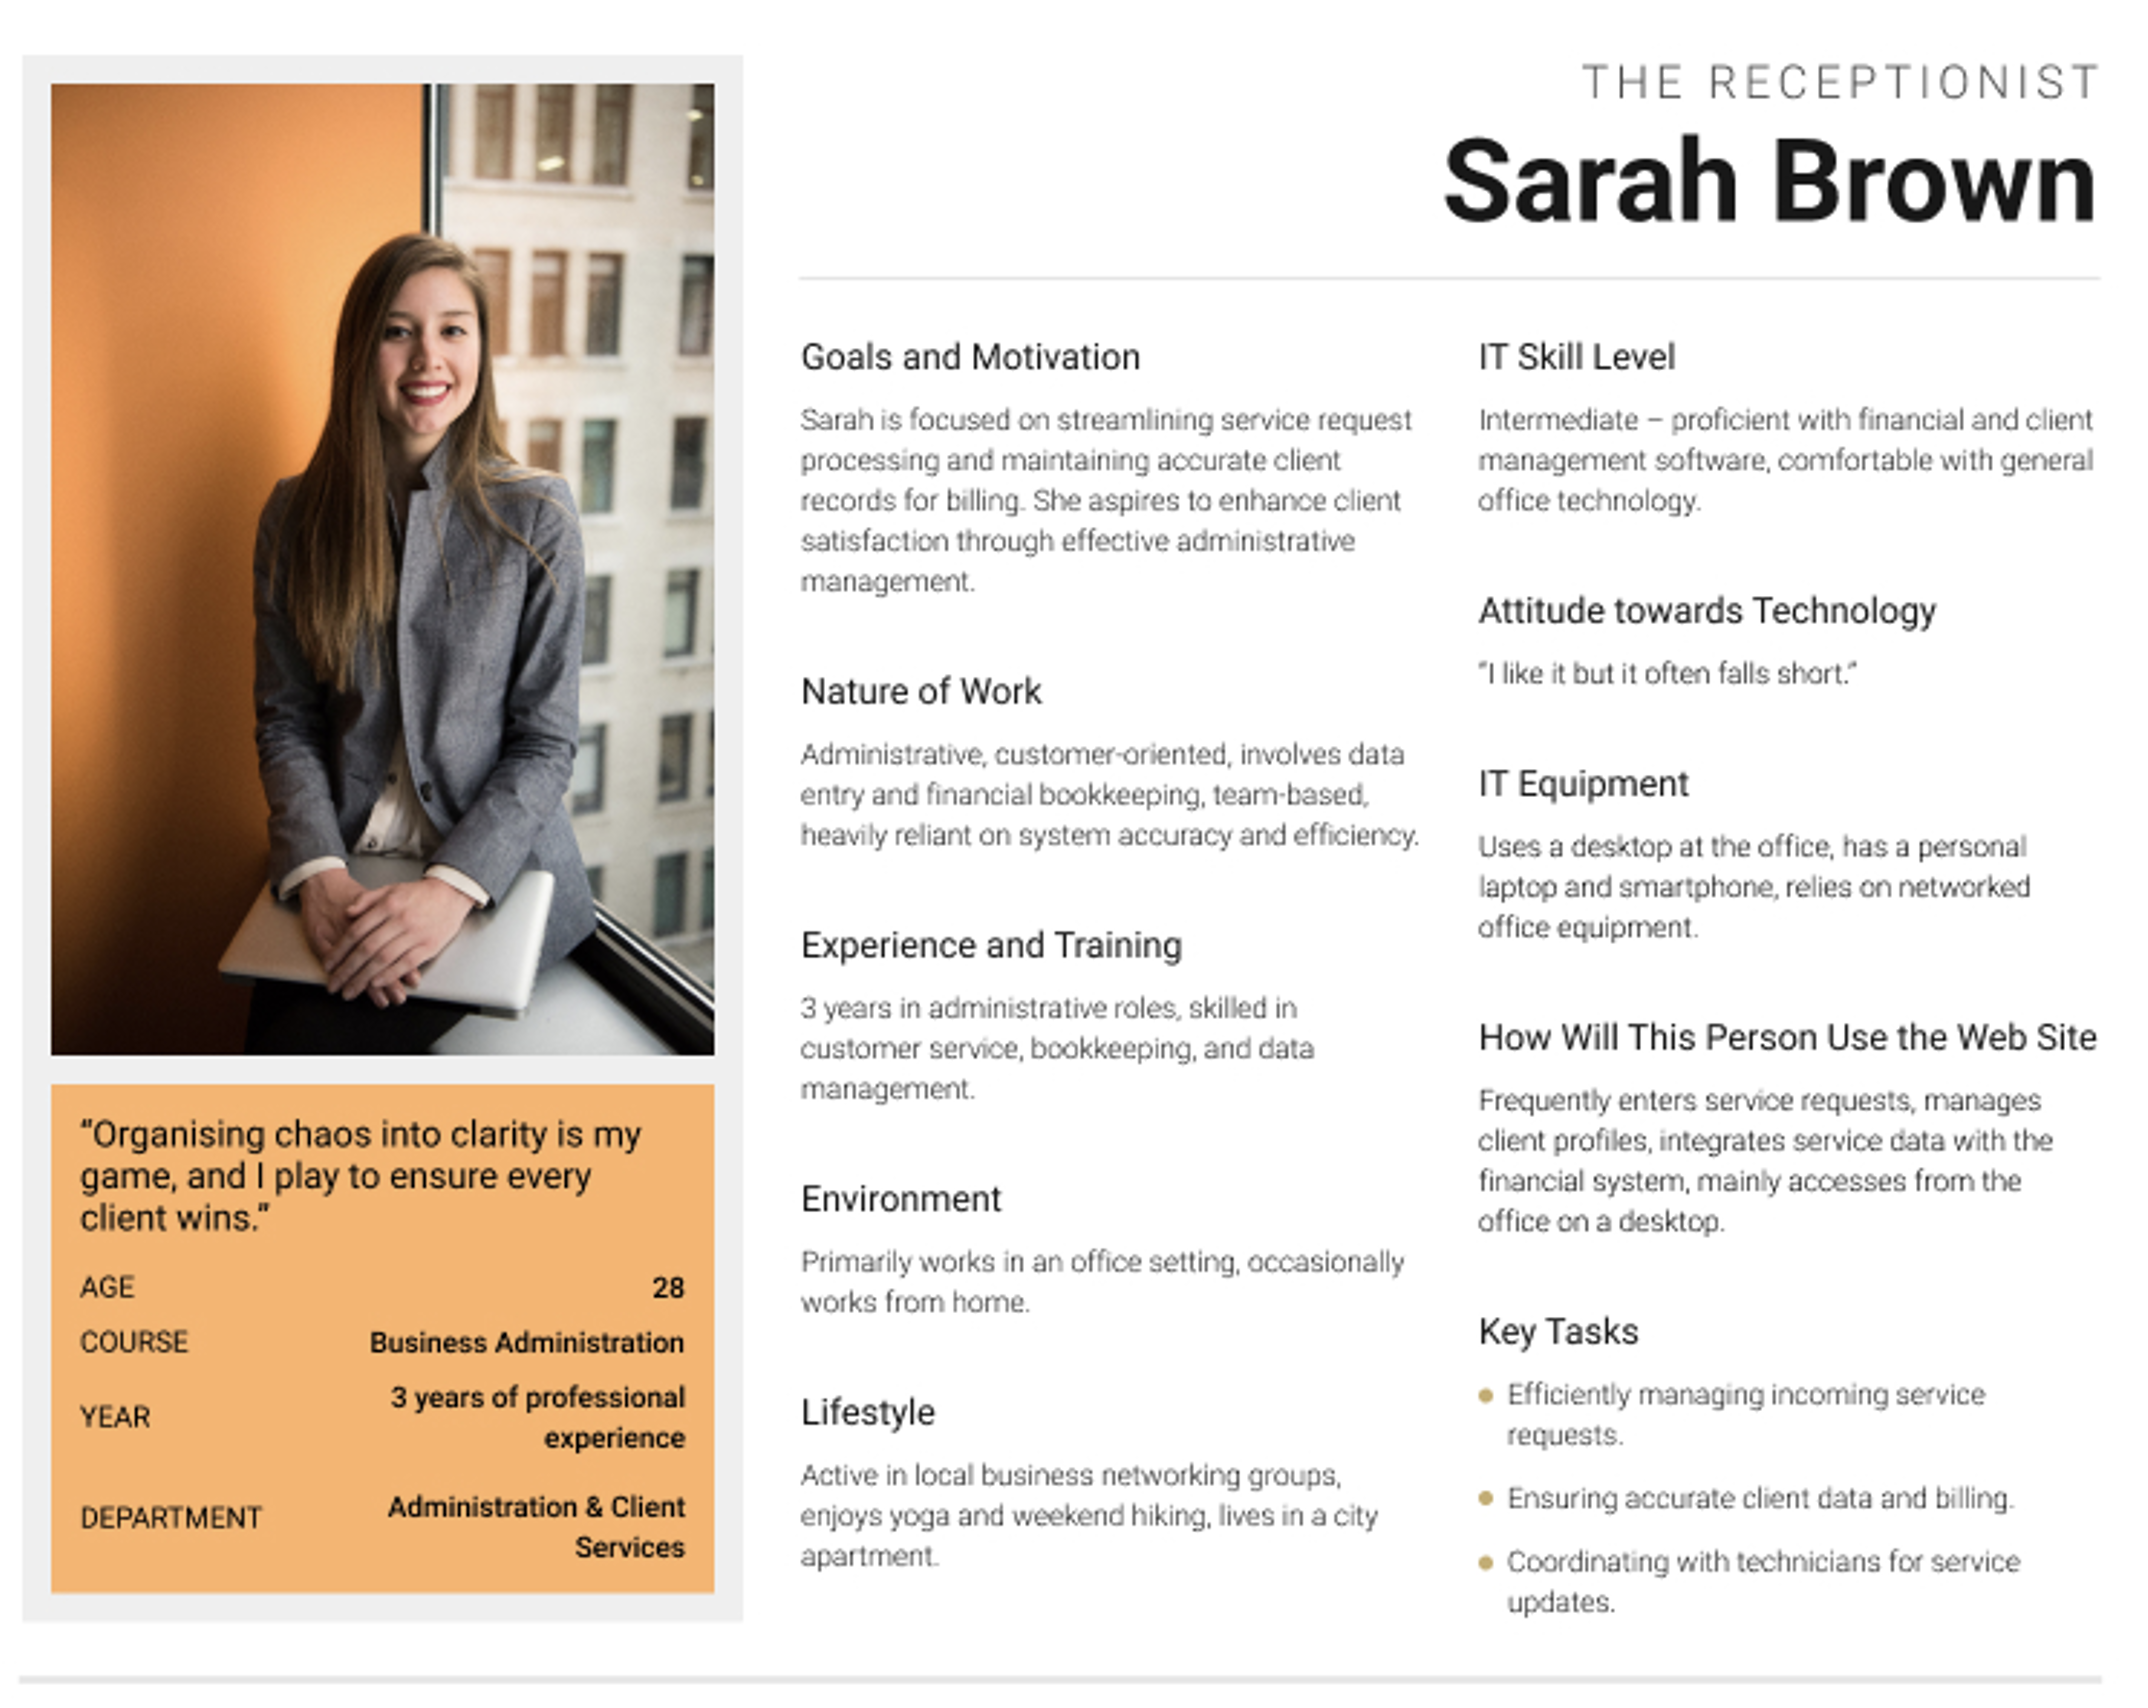 THE RECEPTIONIST
Sarah Brown
“Organising chaos into clarity is my
game, and I play to ensure every
client wins.”
AGE 28
COURSE Business Administration
YEAR 3 years of professional
experience
DEPARTMENT Administration & Client
Services
Goals and Motivation
Sarah is focused on streamlining service request
processing and maintaining accurate client
records for billing. She aspires to enhance client
satisfaction through effective administrative
management.
Nature of Work
Administrative, customer-oriented, involves data
entry and financial bookkeeping, team-based,
heavily reliant on system accuracy and efficiency.
Experience and Training
3 years in administrative roles, skilled in
customer service, bookkeeping, and data
management.
Environment
Primarily works in an office setting, occasionally
works from home.
Lifestyle
Active in local business networking groups,
enjoys yoga and weekend hiking, lives in a city
apartment.
IT Skill Level
Intermediate – proficient with financial and client
management software, comfortable with general
office technology.
Attitude towards Technology
“I like it but it often falls short.”
IT Equipment
Uses a desktop at the office, has a personal
laptop and smartphone, relies on networked
office equipment.
How Will This Person Use the Web Site
Frequently enters service requests, manages
client profiles, integrates service data with the
financial system, mainly accesses from the
office on a desktop.
Key Tasks
● Efficiently managing incoming service
requests.
● Ensuring accurate client data and billing.
● Coordinating with technicians for service
updates.